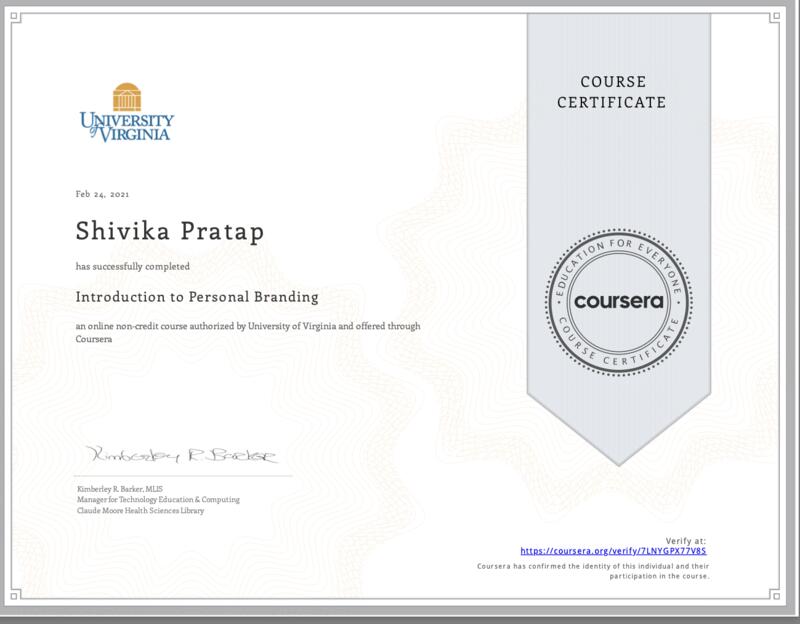 UNIVERSITY
of VIRGINIA
COURSE
CERTIFICATE
Feb 24, 2021
Shivika Pratap
has successfully completed
Introduction to Personal Branding
an online non-credit course authorized by University of Virginia and offered through
Coursera
EDUCATION FOR EVERYONE
coursera
COURSE CERTIFICATE
Kimberley R Barker
Kimberley R. Barker, MLIS
Manager for Technology Education & Computing
Claude Moore Health Sciences Library
Verify at:
https://coursera.org/verify/7LNYGPX77V8S
Coursera has confirmed the identity of this individual and their
participation in the course.